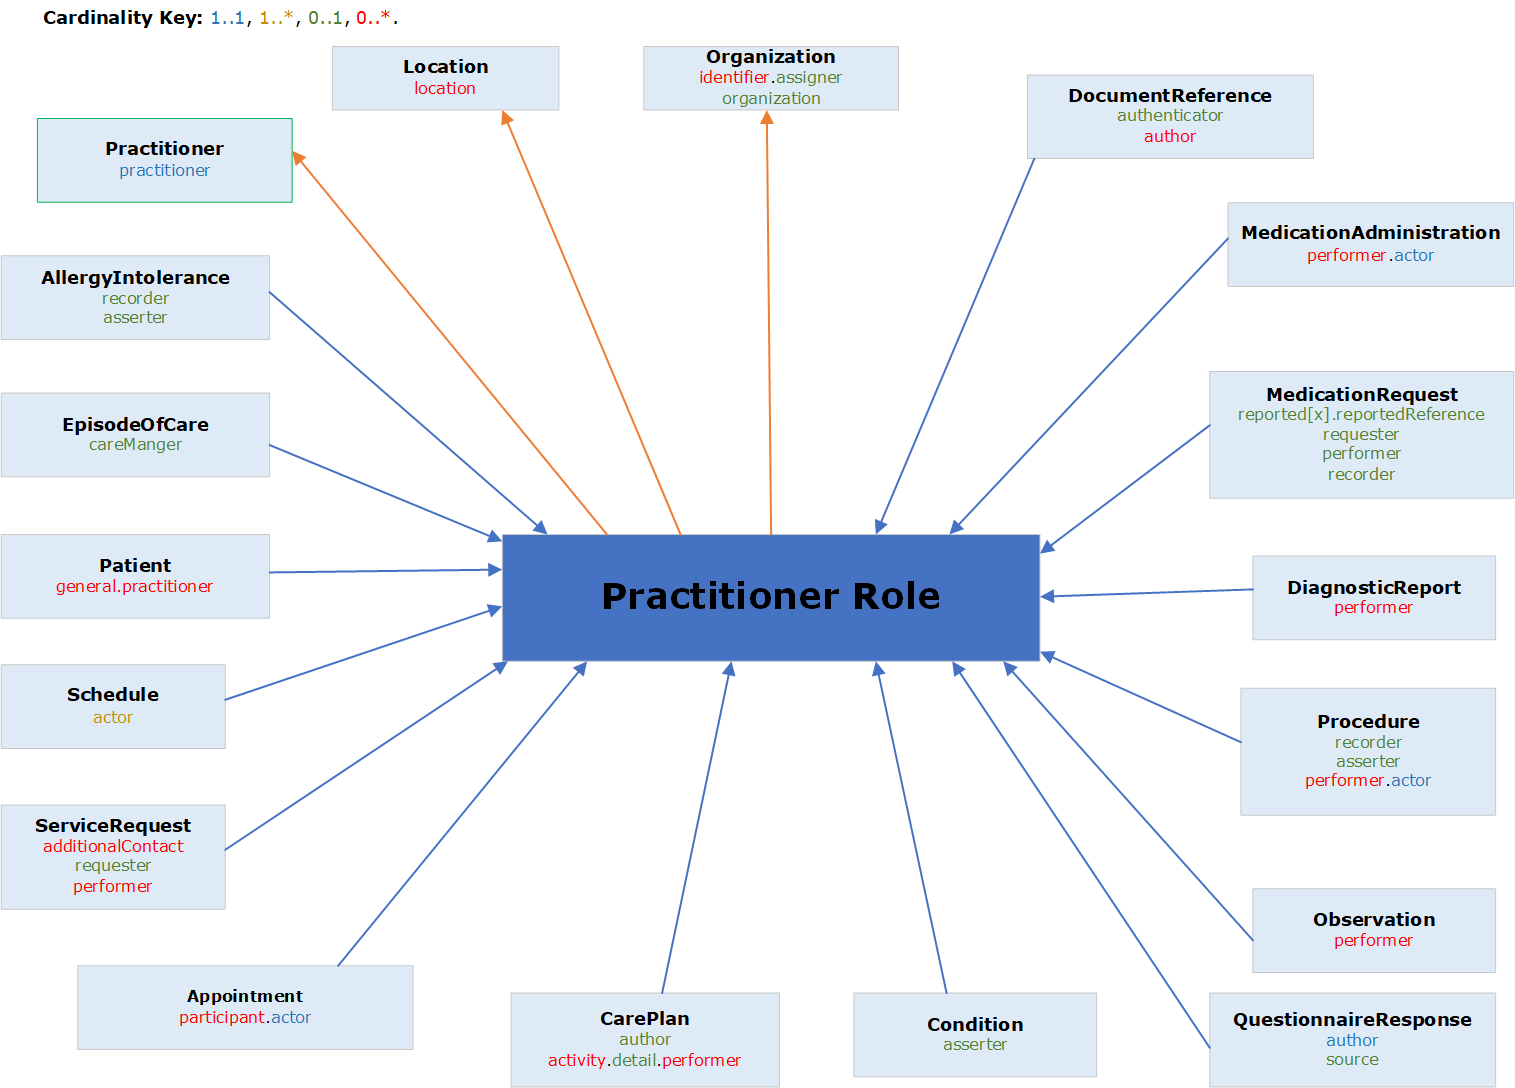 Cardinality Key: 1..1, 1..*, 0..1, 0..*.
Location
location
Organization
identifier.assigner
organization
DocumentReference
authenticator
author
Practitioner
practitioner
MedicationAdministration
performer.actor
AllergyIntolerance
recorder
asserter
EpisodeOfCare
careManger
MedicationRequest
reported[x].reportedReference
requester
performer
recorder
Patient
general.practitioner
Practitioner Role
DiagnosticReport
performer
Schedule
actor
Procedure
recorder
asserter
performer.actor
ServiceRequest
additionalContact
requester
performer
Observation
performer
Appointment
participant.actor
CarePlan
author
activity.detail.performer
Condition
asserter
QuestionnaireResponse
author
source